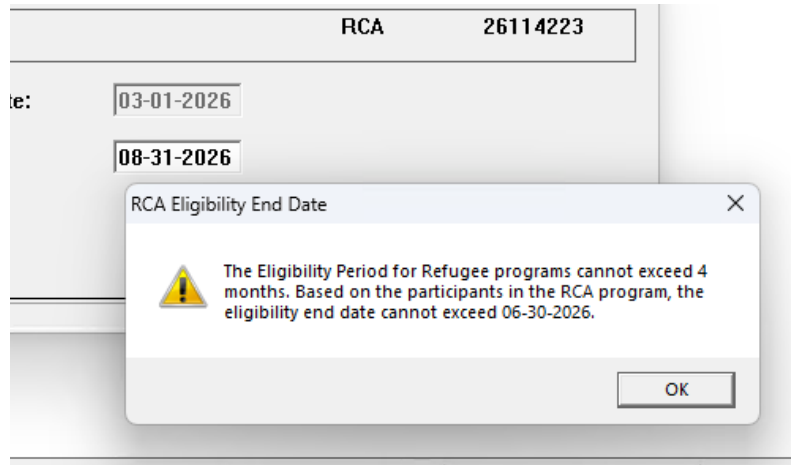 RCA 26114223
te: 03-01-2026
08-31-2026
RCA Eligibility End Date
The Eligibility Period for Refugee programs cannot exceed 4
months. Based on the participants in the RCA program, the
eligibility end date cannot exceed 06-30-2026.
OK